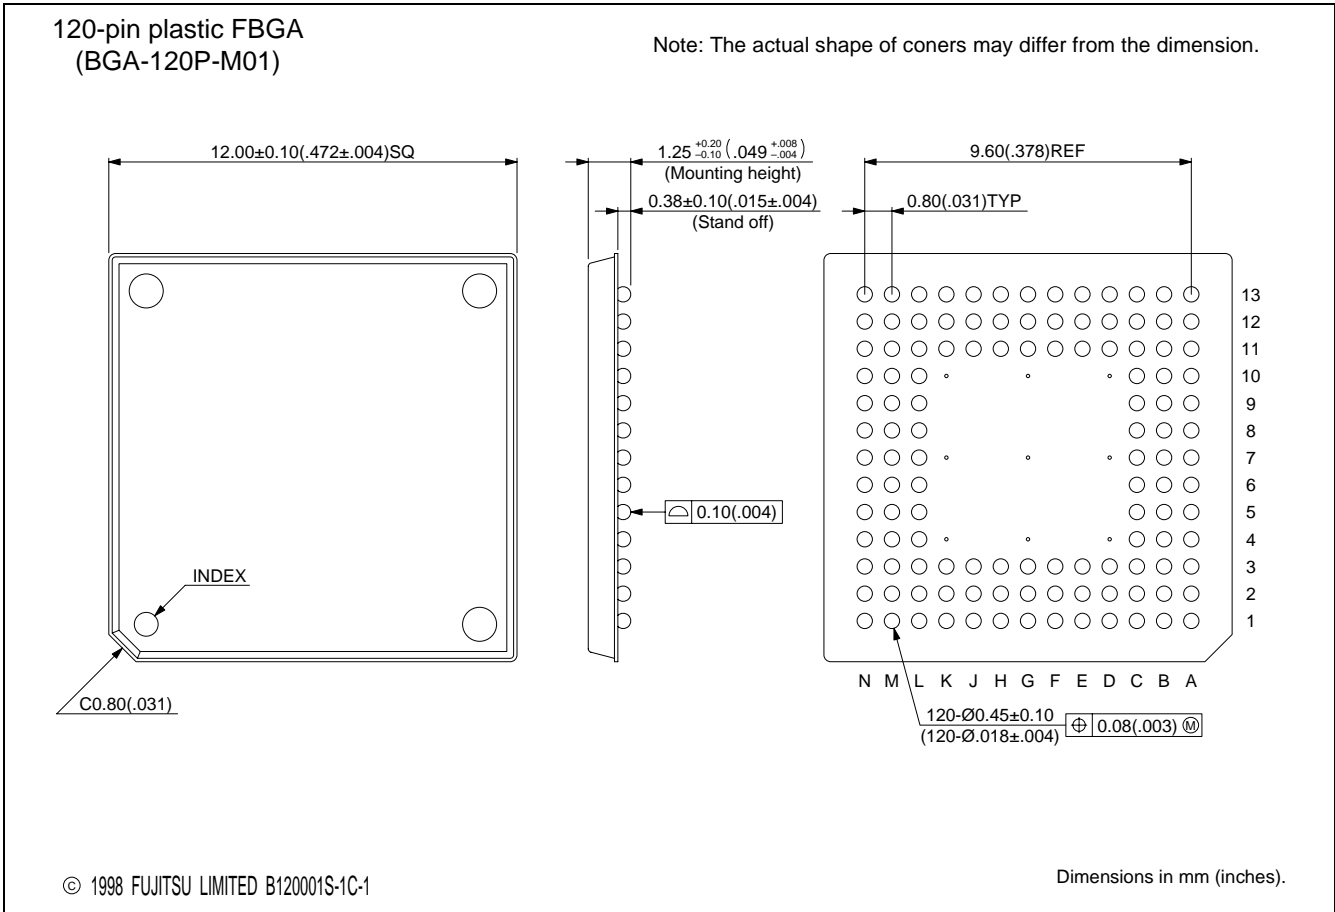 120-pin plastic FBGA
(BGA-120P-M01)
Note: The actual shape of coners may differ from the dimension.
12.00±0.10(.472±.004)SQ
1.25 +0.20 -0.10 (.049 +.008 -.004)
(Mounting height)
0.38±0.10(.015±.004)
(Stand off)
9.60(.378)REF
0.80(.031)TYP
13
12
11
10
9
8
7
6
5
4
3
2
1
0.10(.004)
INDEX
C0.80(.031)
N M L K J H G F E D C B A
120-Ø0.45±0.10
(120-Ø.018±.004)
⌖ 0.08(.003) Ⓜ
© 1998 FUJITSU LIMITED B120001S-1C-1
Dimensions in mm (inches).